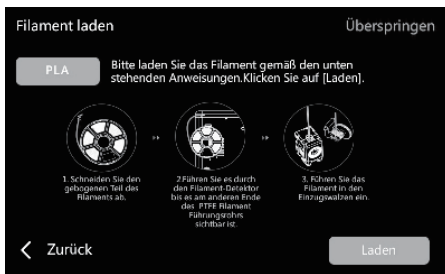 Filament laden
Überspringen
PLA
Bitte laden Sie das Filament gemäß den unten
stehenden Anweisungen.Klicken Sie auf [Laden].
1. Schneiden Sie den
gebogenen Teil des
Filaments ab.
2.Führen Sie es durch
den Filament-Detektor
bis es am anderen Ende
des PTFE Filament
Führungsrohrs
sichtbar ist.
3. Führen Sie das
Filament in den
Einzugswalzen ein.
Zurück
Laden